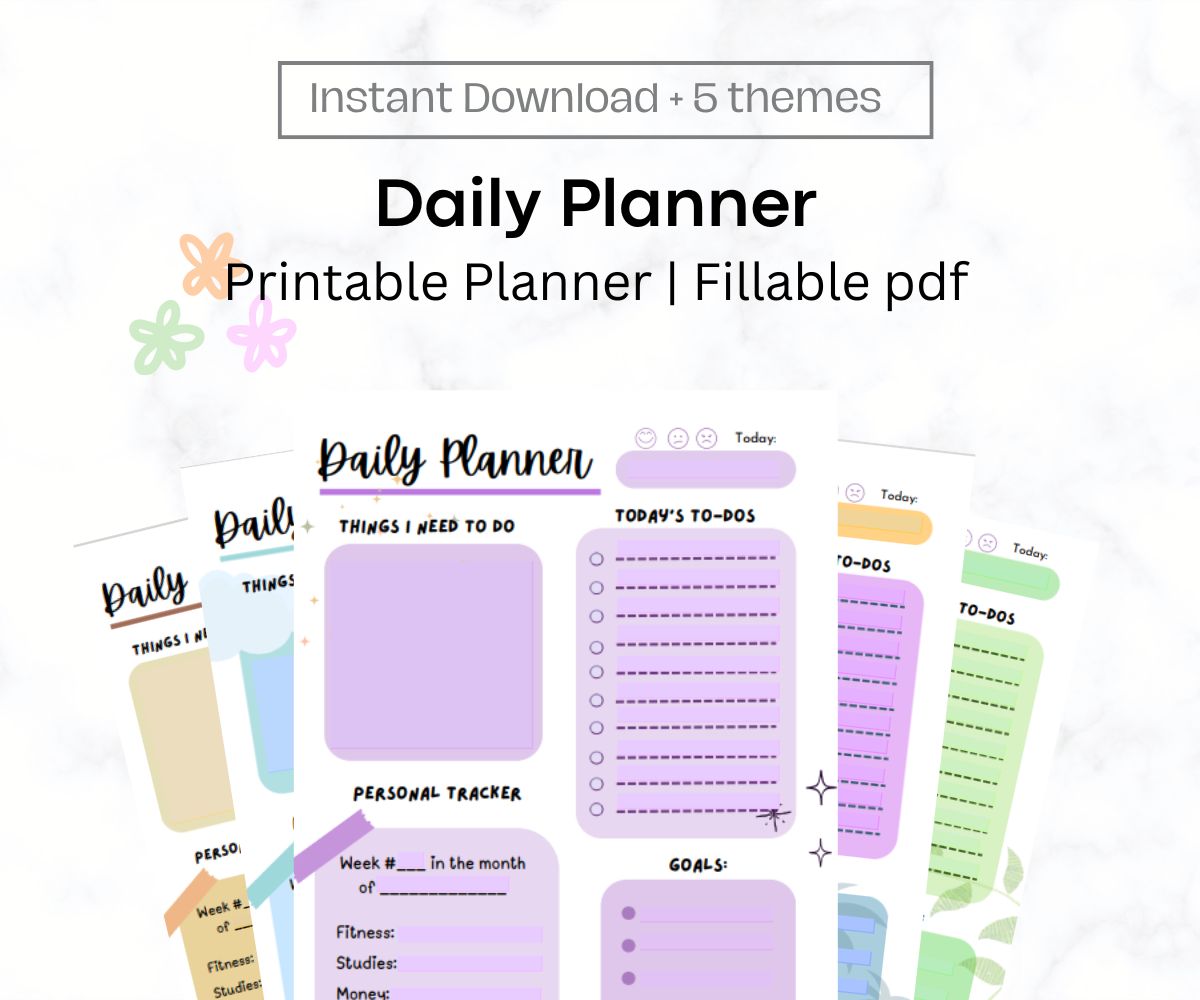 Instant Download + 5 themes
Daily Planner
Printable Planner | Fillable pdf
Daily Planner
Today:
THINGS I NEED TO DO
TODAY'S TO-DOS
PERSONAL TRACKER
Week #___ in the month
of _____________
Fitness:
Studies:
Money:
GOALS:
Daily
THINGS I
Week #_
of __
Fitness:
Studies:
Daily
THINGS
Today:
TO-DOS
Today:
TO-DOS